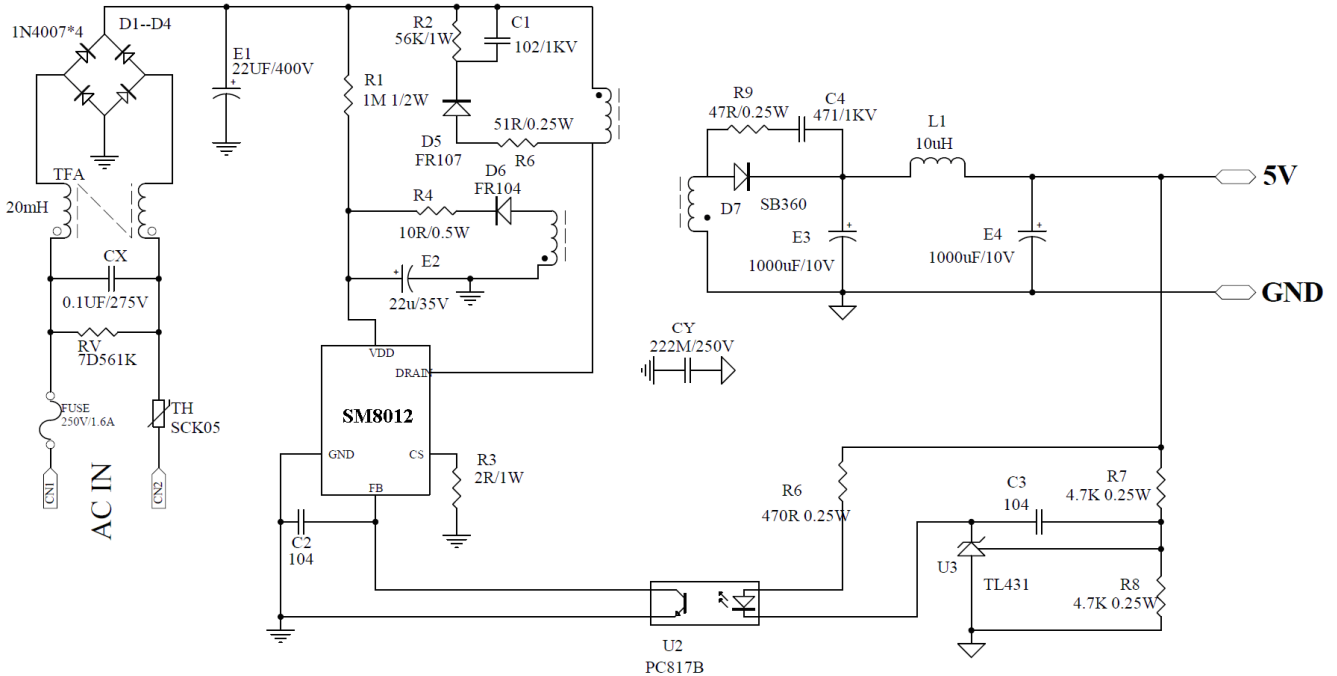 1N4007*4
D1--D4
E1
22UF/400V
R1
1M 1/2W
R2
56K/1W
C1
102/1KV
D5
FR107
51R/0.25W
R6
D6
FR104
R4
10R/0.5W
E2
22u/35V
TFA
20mH
CX
0.1UF/275V
RV
7D561K
FUSE
250V/1.6A
TH
SCK05
CN1
AC IN
CN2
VDD
DRAIN
SM8012
GND
CS
FB
R3
2R/1W
C2
104
R9
47R/0.25W
C4
471/1KV
L1
10uH
D7
SB360
5V
E3
1000uF/10V
E4
1000uF/10V
GND
CY
222M/250V
R6
470R 0.25W
C3
104
R7
4.7K 0.25W
U3
TL431
R8
4.7K 0.25W
U2
PC817B